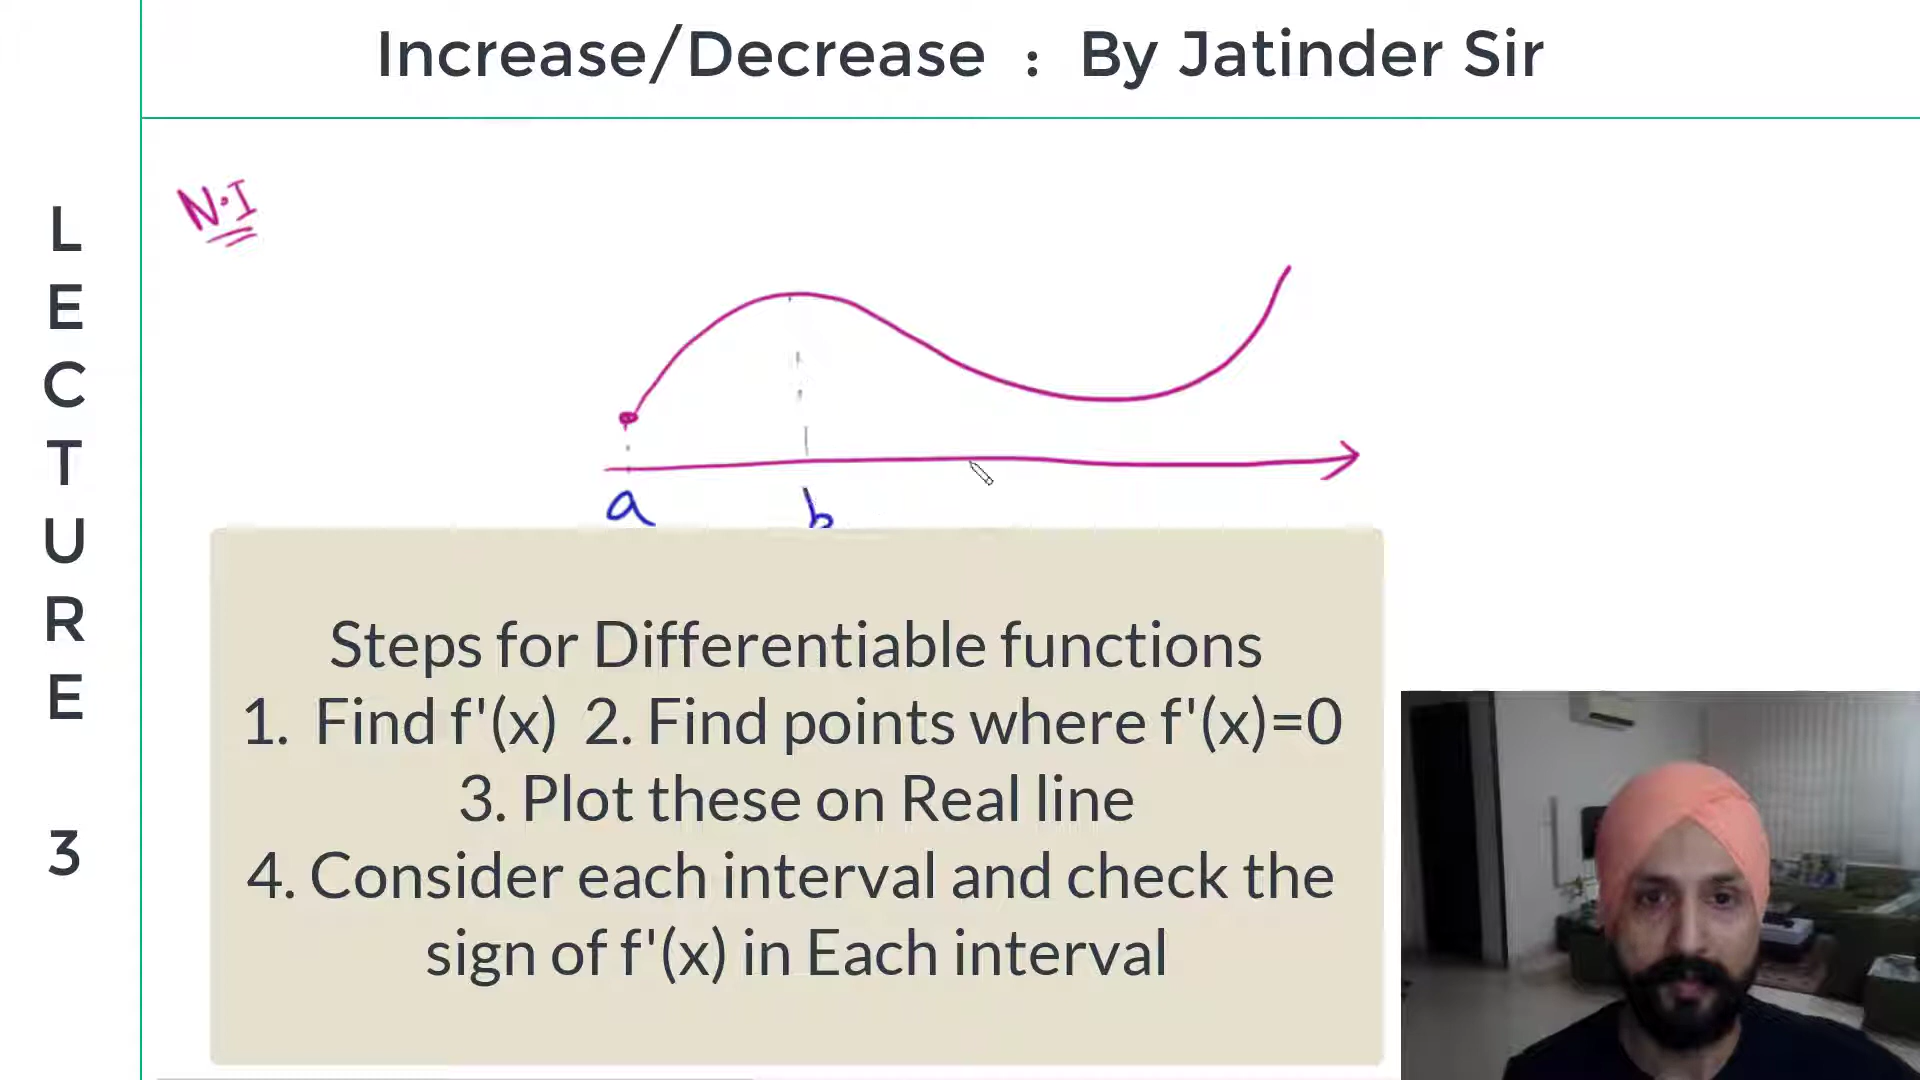 Increase/Decrease : By Jatinder Sir
LECTURE 3
N.I
a b
Steps for Differentiable functions
1. Find f'(x) 2. Find points where f'(x)=0
3. Plot these on Real line
4. Consider each interval and check the
sign of f'(x) in Each interval